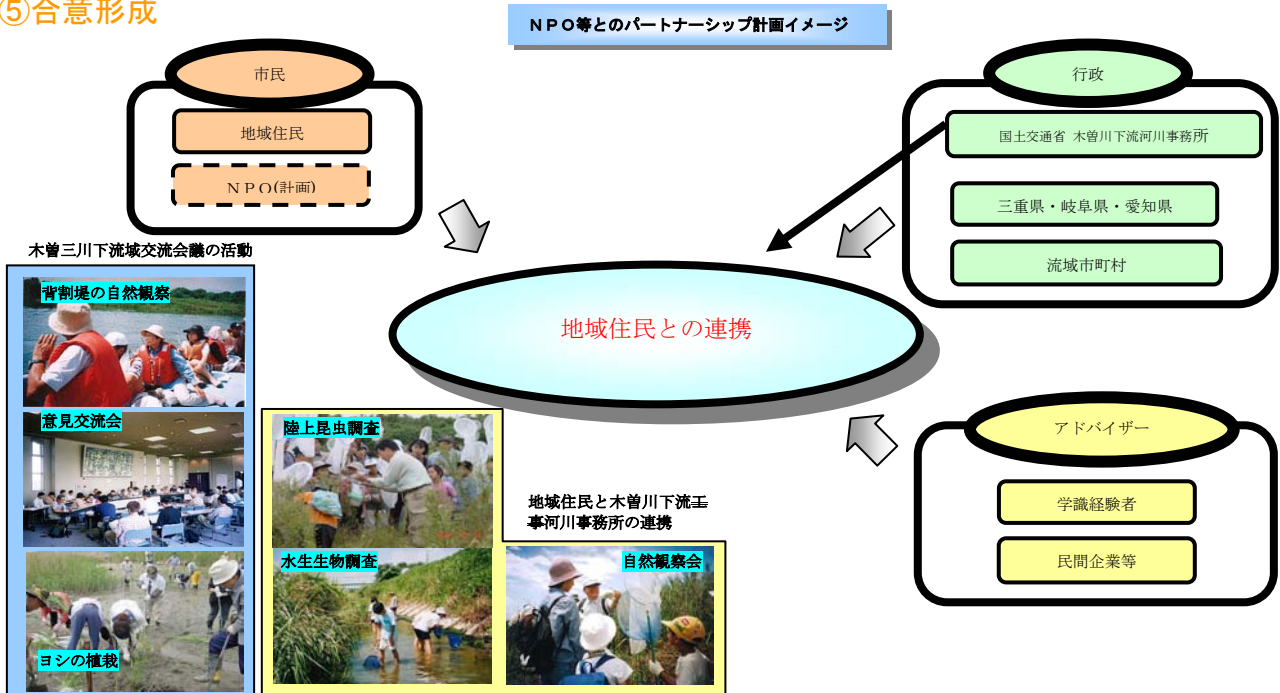 ⑤合意形成
NPO等とのパートナーシップ計画イメージ
市民
地域住民
NPO(計画)
行政
国土交通省 木曽川下流河川事務所
三重県・岐阜県・愛知県
流域市町村
木曽三川下流域交流会議の活動
背割堤の自然観察
意見交流会
ヨシの植栽
地域住民との連携
陸上昆虫調査
水生生物調査
地域住民と木曽川下流工
事河川事務所の連携
自然観察会
アドバイザー
学識経験者
民間企業等